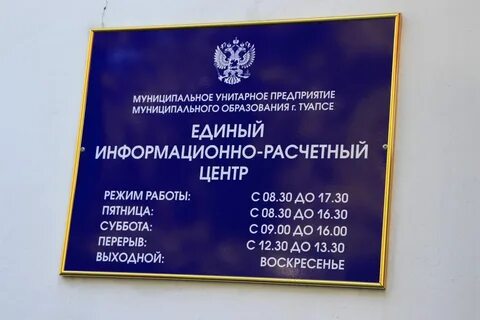 МУНИЦИПАЛЬНОЕ УНИТАРНОЕ ПРЕДПРИЯТИЕ
МУНИЦИПАЛЬНОГО ОБРАЗОВАНИЯ г. ТУАПСЕ
ЕДИНЫЙ
ИНФОРМАЦИОННО-РАСЧЕТНЫЙ
ЦЕНТР
РЕЖИМ РАБОТЫ: С 08.30 ДО 17.30
ПЯТНИЦА: С 08.30 ДО 16.30
СУББОТА: С 09.00 ДО 16.00
ПЕРЕРЫВ: С 12.30 ДО 13.30
ВЫХОДНОЙ: ВОСКРЕСЕНЬЕ